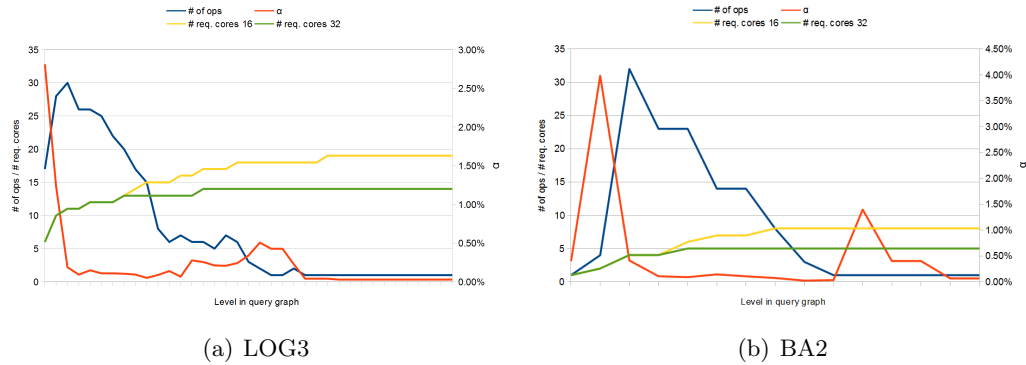 # of ops α
# req. cores 16 # req. cores 32
35 3.00%
30 2.50%
25 2.00%
20
15 1.50%
10 1.00%
5 0.50%
0 0.00%
# of ops / # req. cores
α
Level in query graph
(a) LOG3
# of ops α
# req. cores 16 # req. cores 32
35 4.50%
30 4.00%
25 3.50%
20 3.00%
2.50%
15 2.00%
10 1.50%
1.00%
5 0.50%
0 0.00%
# of ops / # req. cores
α
Level in query graph
(b) BA2